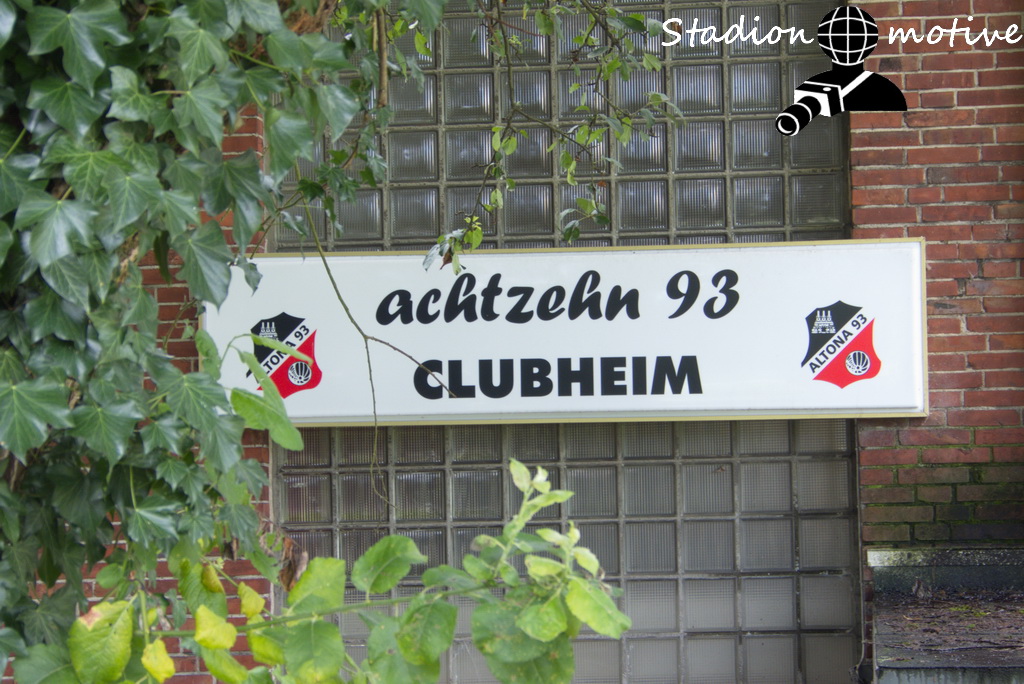 Stadion motive
achtzehn 93
CLUBHEIM
ALTONA 93
ALTONA 93